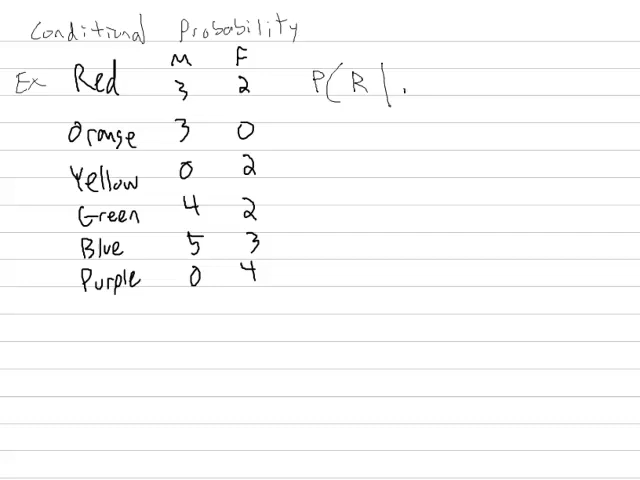 Conditional Probability
M F
Ex Red 3 2 P( R | .
Orange 3 0
Yellow 0 2
Green 4 2
Blue 5 3
Purple 0 4